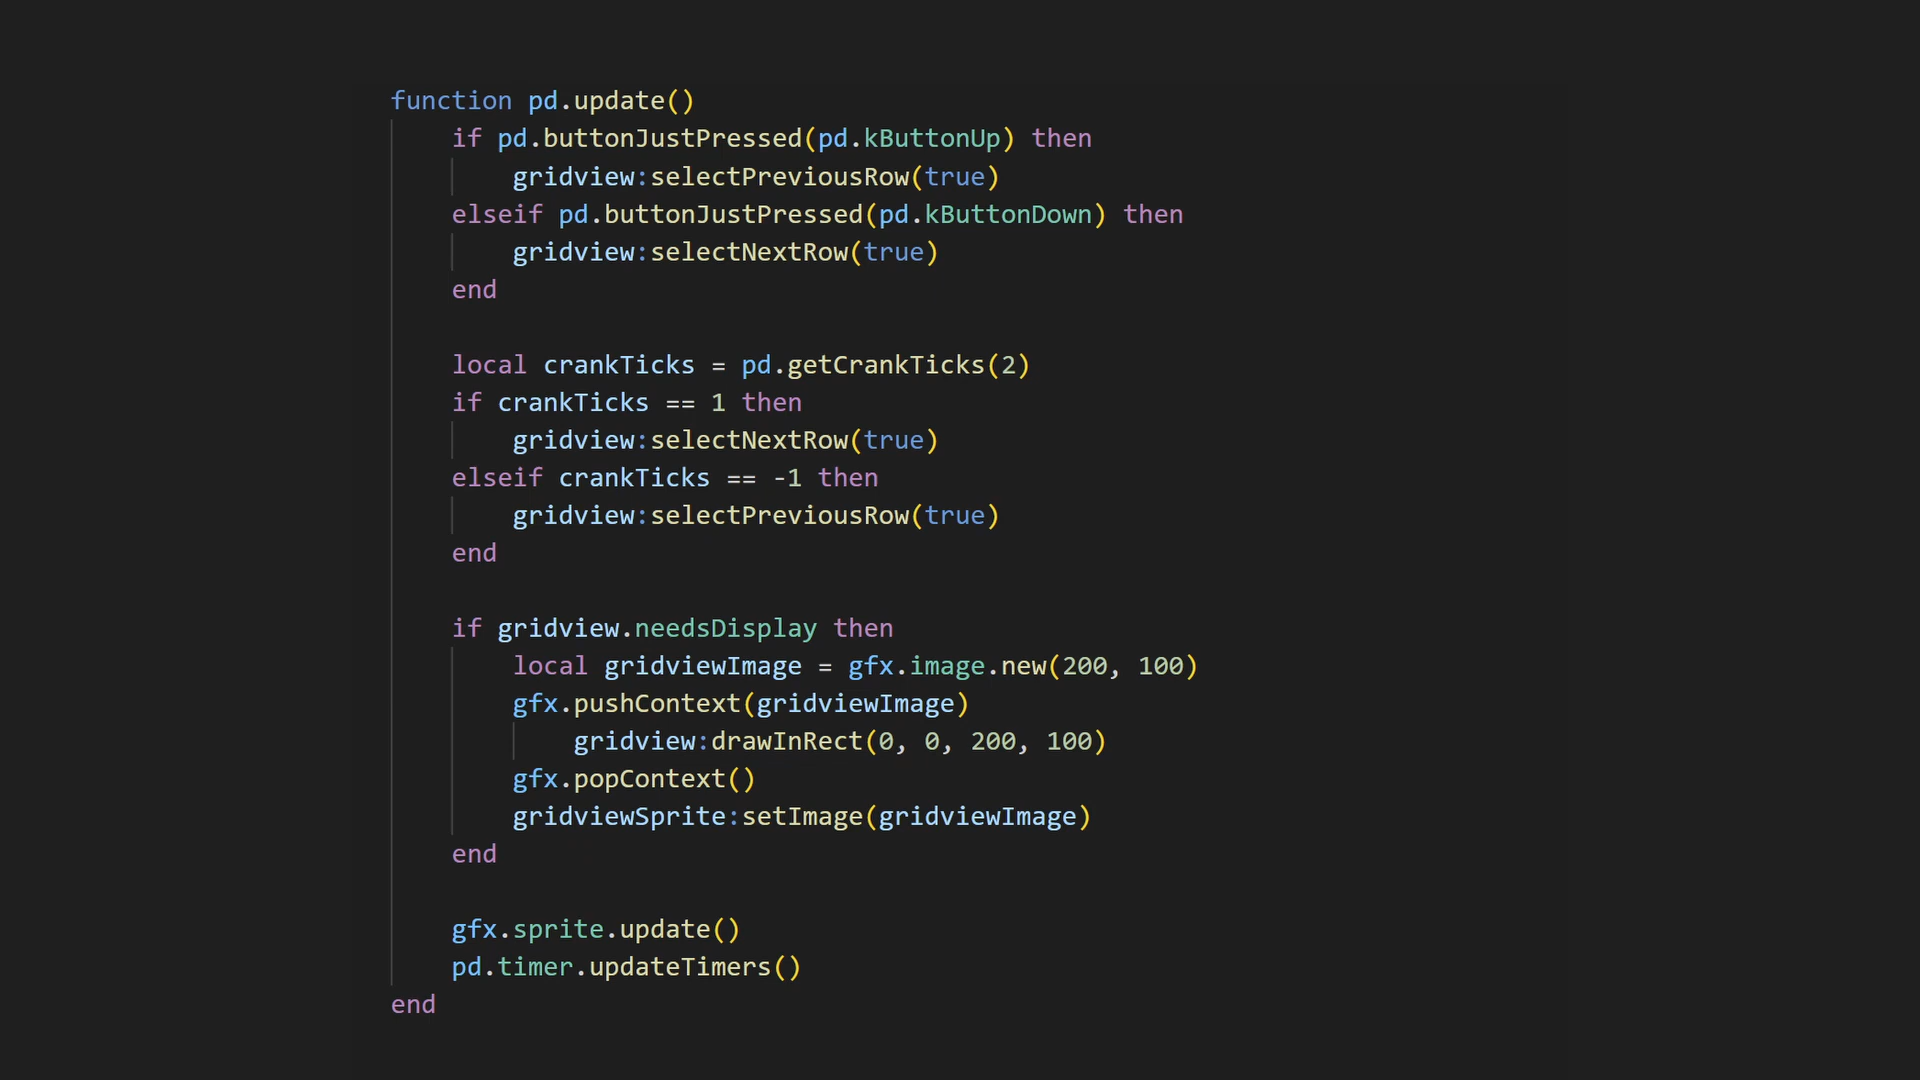 function pd.update()
    if pd.buttonJustPressed(pd.kButtonUp) then
        gridview:selectPreviousRow(true)
    elseif pd.buttonJustPressed(pd.kButtonDown) then
        gridview:selectNextRow(true)
    end

    local crankTicks = pd.getCrankTicks(2)
    if crankTicks == 1 then
        gridview:selectNextRow(true)
    elseif crankTicks == -1 then
        gridview:selectPreviousRow(true)
    end

    if gridview.needsDisplay then
        local gridviewImage = gfx.image.new(200, 100)
        gfx.pushContext(gridviewImage)
            gridview:drawInRect(0, 0, 200, 100)
        gfx.popContext()
        gridviewSprite:setImage(gridviewImage)
    end

    gfx.sprite.update()
    pd.timer.updateTimers()
end